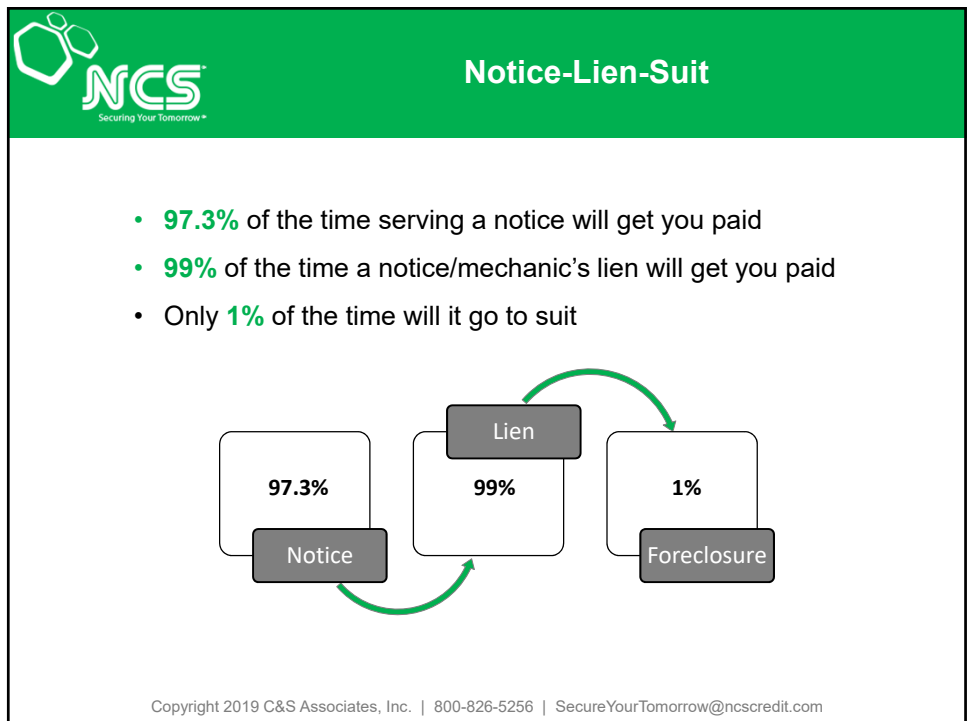 NCS
Securing Your Tomorrow™
Notice-Lien-Suit
• 97.3% of the time serving a notice will get you paid
• 99% of the time a notice/mechanic’s lien will get you paid
• Only 1% of the time will it go to suit
97.3%
Notice
Lien
99%
1%
Foreclosure
Copyright 2019 C&S Associates, Inc. | 800-826-5256 | SecureYourTomorrow@ncscredit.com